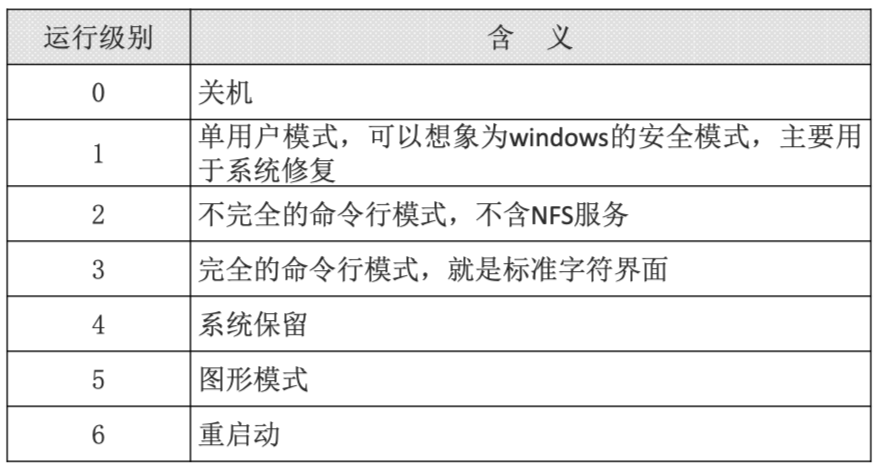 运行级别 含 义
0 关机
1 单用户模式，可以想象为windows的安全模式，主要用
于系统修复
2 不完全的命令行模式，不含NFS服务
3 完全的命令行模式，就是标准字符界面
4 系统保留
5 图形模式
6 重启动